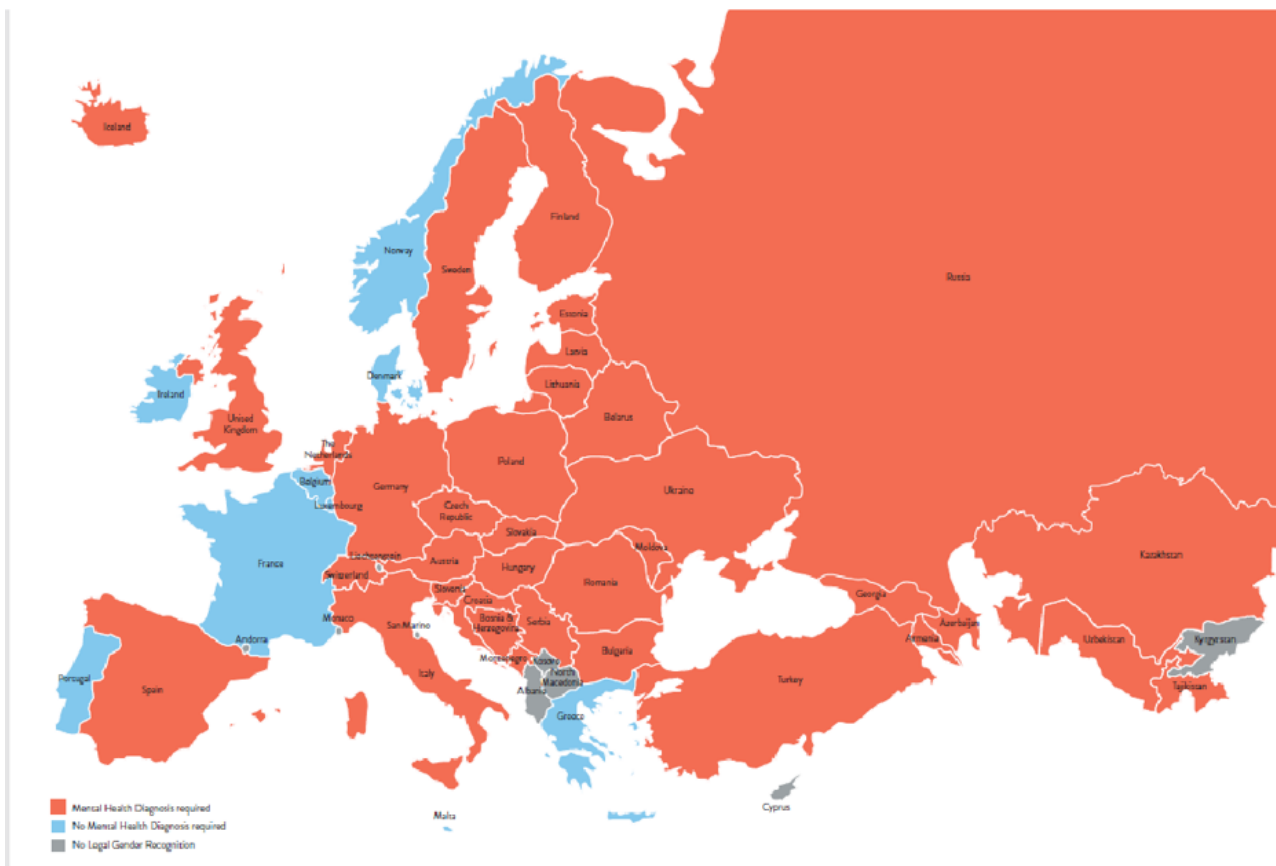 Iceland
Norway
Sweden
Finland
Russia
Estonia
Latvia
Lithuania
Denmark
Ireland
United
Kingdom
The
Netherlands
Belgium
Luxembourg
Germany
Poland
Belarus
Ukraine
Czech
Republic
Slovakia
France
Liechtenstein
Switzerland
Austria
Hungary
Moldova
Romania
Slovenia
Croatia
Monaco
San Marino
Bosnia &
Herzegovina
Serbia
Andorra
Portugal
Spain
Italy
Montenegro
Kosovo
Bulgaria
North
Macedonia
Albania
Greece
Turkey
Georgia
Armenia
Azerbaijan
Kazakhstan
Uzbekistan
Kyrgyzstan
Tajikistan
Cyprus
Malta
Mental Health Diagnosis required
No Mental Health Diagnosis required
No Legal Gender Recognition